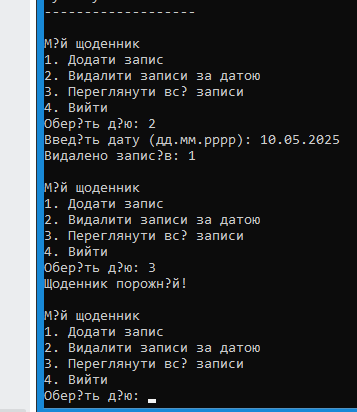 -------------------
М?й щоденник
1. Додати запис
2. Видалити записи за датою
3. Переглянути вс? записи
4. Вийти
Обер?ть д?ю: 2
Введ?ть дату (дд.мм.рррр): 10.05.2025
Видалено запис?в: 1
М?й щоденник
1. Додати запис
2. Видалити записи за датою
3. Переглянути вс? записи
4. Вийти
Обер?ть д?ю: 3
Щоденник порожн?й!
М?й щоденник
1. Додати запис
2. Видалити записи за датою
3. Переглянути вс? записи
4. Вийти
Обер?ть д?ю: